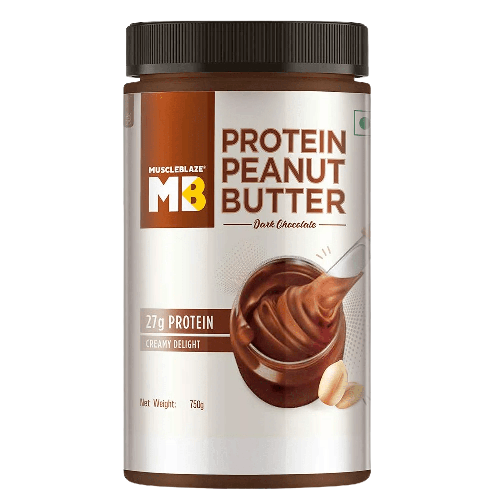 MUSCLEBLAZE®
MB
PROTEIN
PEANUT
BUTTER
Dark Chocolate
27g PROTEIN
CREAMY DELIGHT
Net Weight: 750g